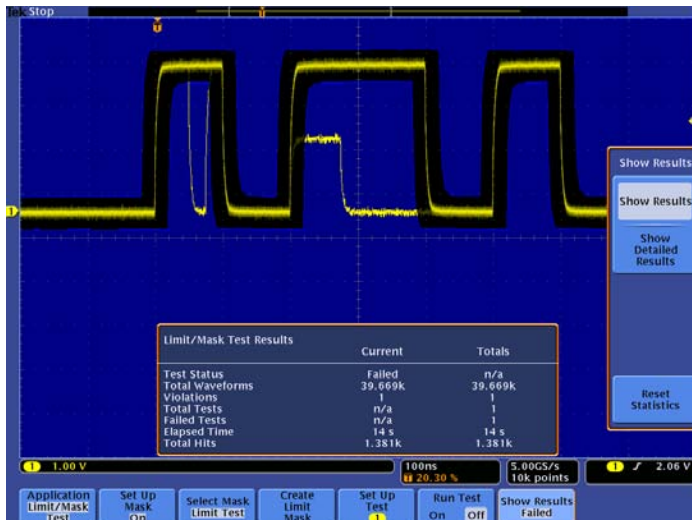 Tek Stop
T
T
1
Show Results
Show Results
Show
Detailed
Results
Reset
Statistics
Limit/Mask Test Results
Current Totals
Test Status Failed n/a
Total Waveforms 39.669k 39.669k
Violations 1 1
Total Tests n/a 1
Failed Tests n/a 1
Elapsed Time 14 s 14 s
Total Hits 1.381k 1.381k
1 1.00 V
100ns
T 20.30 %
5.00GS/s
10k points
1 2.06 V
Application
Limit/Mask
Test
Set Up
Mask
On
Select Mask
Limit Test
Create
Limit
Mask
Set Up
Test
1
Run Test
On Off
Show Results
Failed